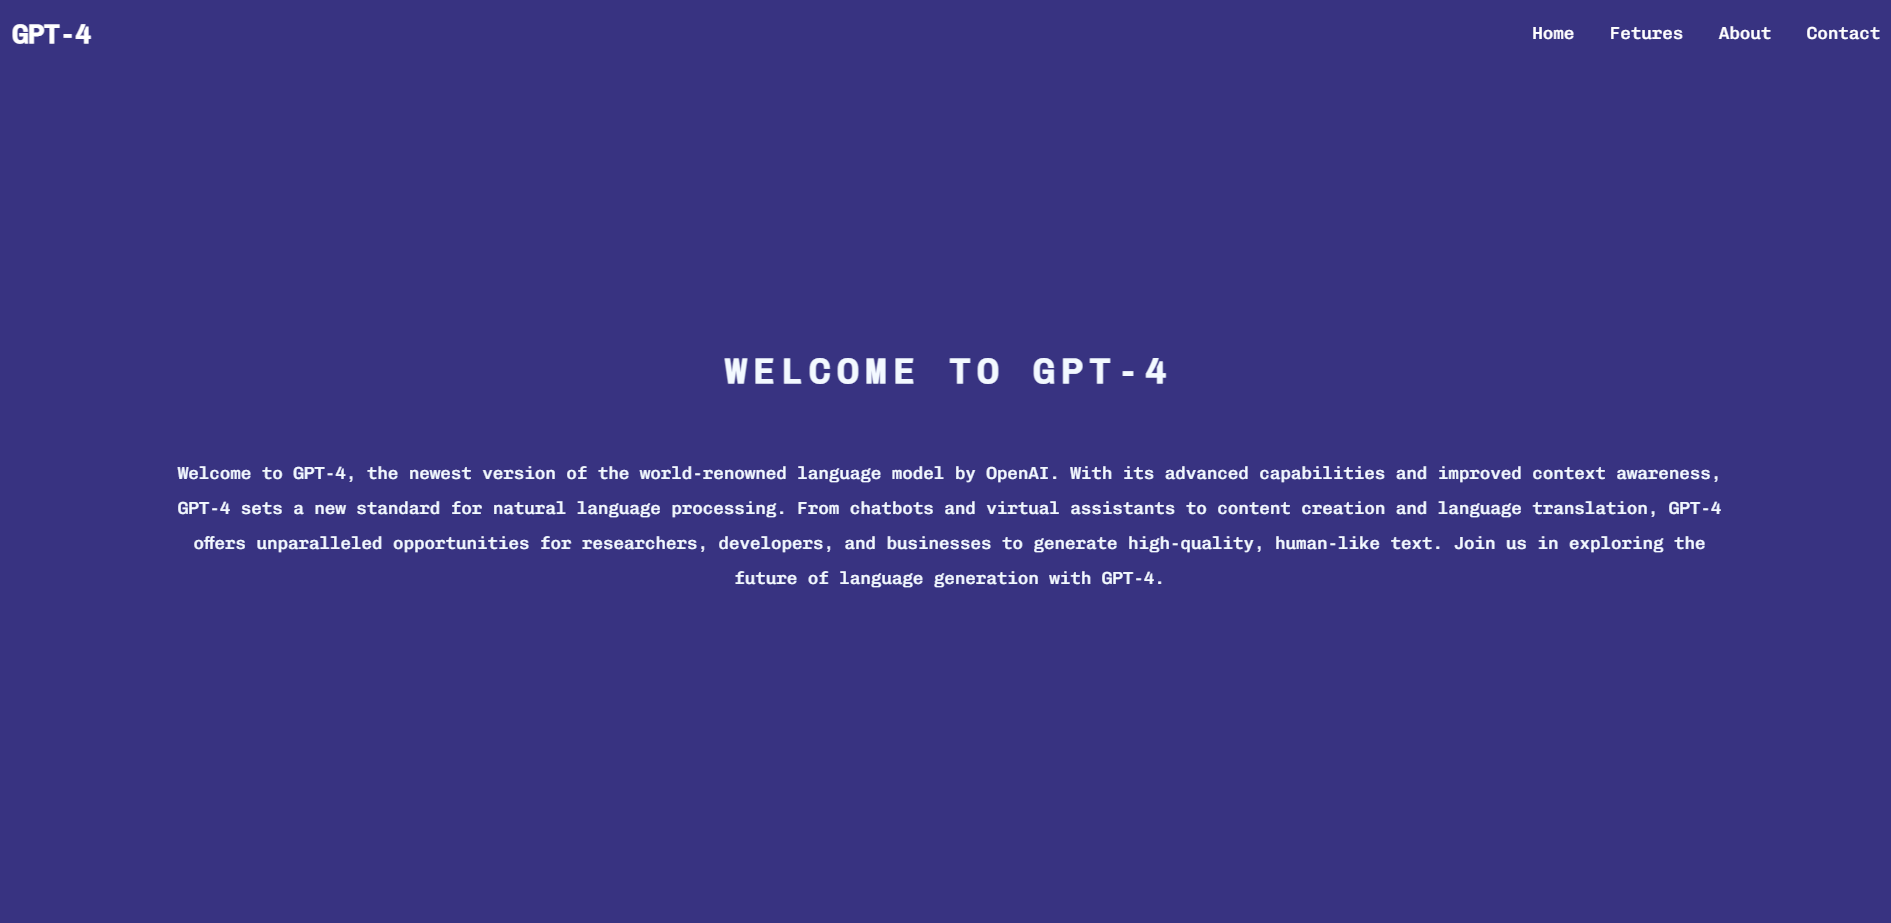 GPT-4
Home Fetures About Contact
WELCOME TO GPT-4
Welcome to GPT-4, the newest version of the world-renowned language model by OpenAI. With its advanced capabilities and improved context awareness,
GPT-4 sets a new standard for natural language processing. From chatbots and virtual assistants to content creation and language translation, GPT-4
offers unparalleled opportunities for researchers, developers, and businesses to generate high-quality, human-like text. Join us in exploring the
future of language generation with GPT-4.